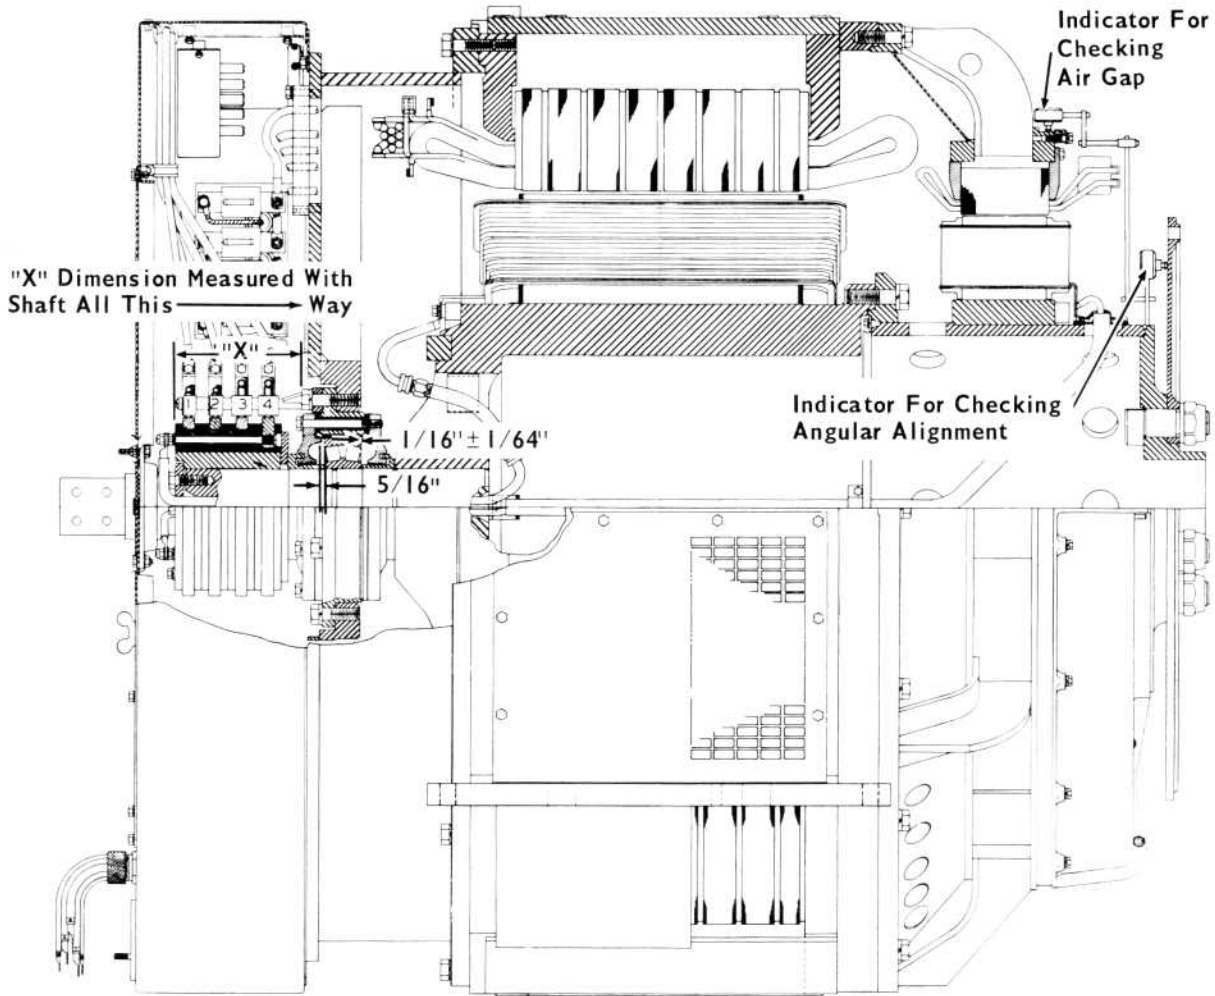 Indicator For
Checking
Air Gap
"X" Dimension Measured With
Shaft All This Way
"X"
1 2 3 4
Indicator For Checking
Angular Alignment
1/16" ± 1/64"
5/16"